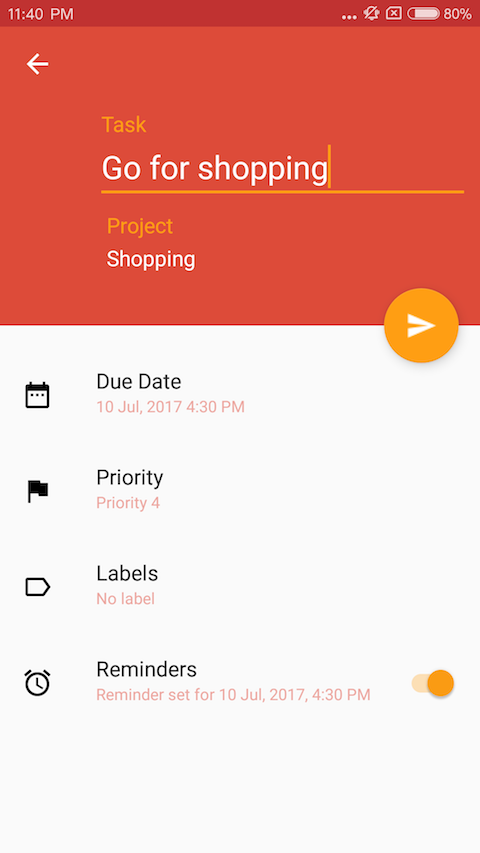 11:40 PM
80%
Task
Go for shopping
Project
Shopping
Due Date
10 Jul, 2017 4:30 PM
Priority
Priority 4
Labels
No label
Reminders
Reminder set for 10 Jul, 2017, 4:30 PM